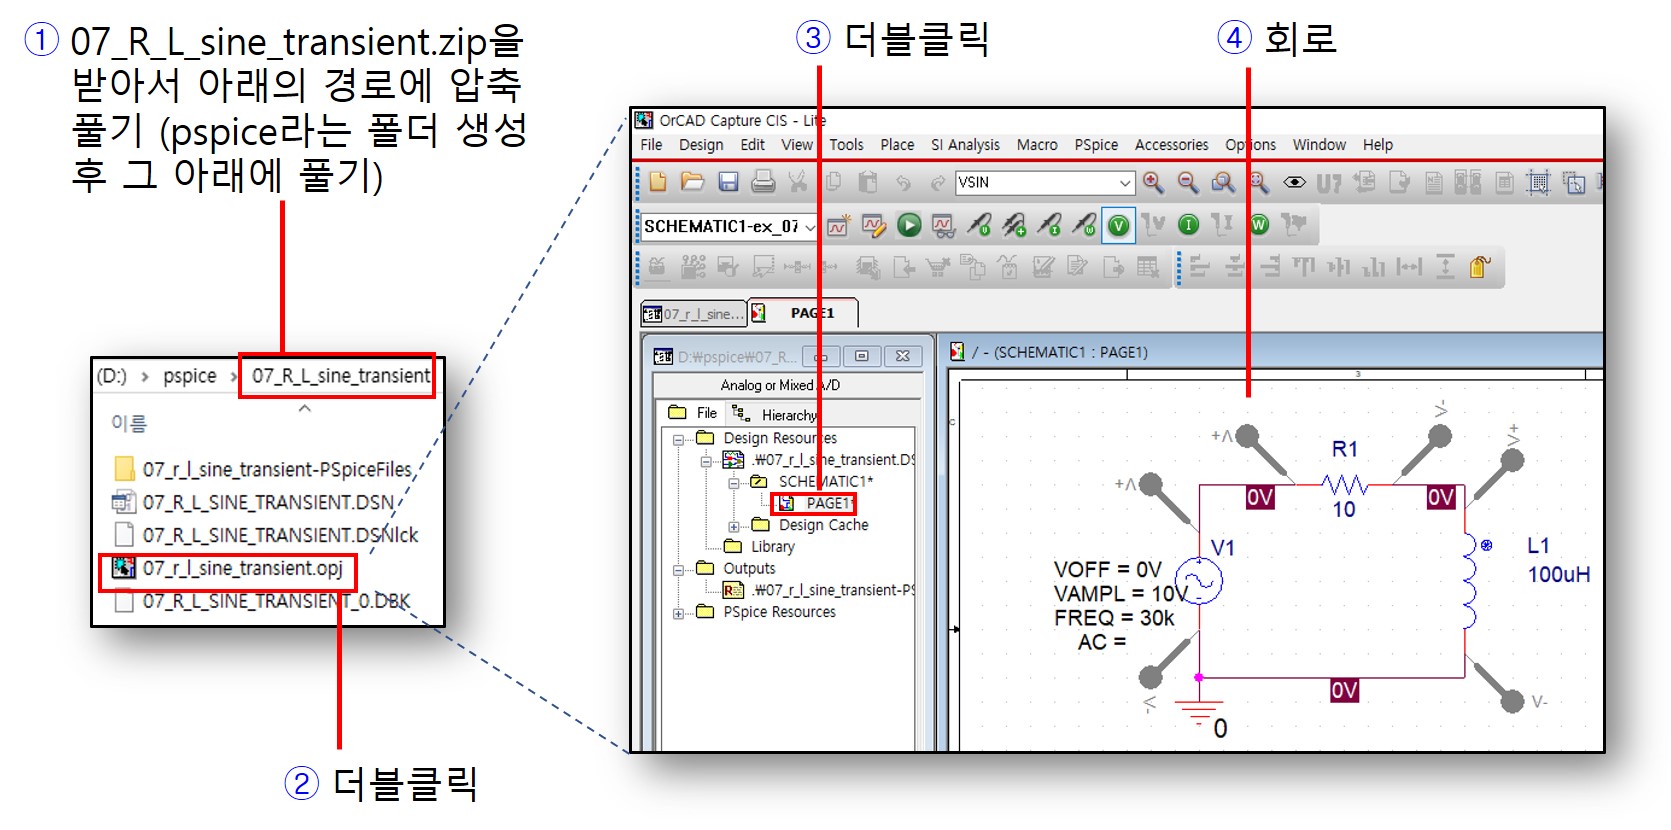 ① 07_R_L_sine_transient.zip을
받아서 아래의 경로에 압축
풀기 (pspice라는 폴더 생성
후 그 아래에 풀기)
③ 더블클릭
④ 회로
(D:) > pspice > 07_R_L_sine_transient
이름
07_r_l_sine_transient-PSpiceFiles
07_R_L_SINE_TRANSIENT.DSN
07_R_L_SINE_TRANSIENT.DSNlck
07_r_l_sine_transient.opj
07_R_L_SINE_TRANSIENT_0.DBK
② 더블클릭
OrCAD Capture CIS - Lite
File Design Edit View Tools Place SI Analysis Macro PSpice Accessories Options Window Help
VSIN
U7
SCHEMATIC1-ex_07
V I W
07_r_l_sine... PAGE1
D:₩pspice₩07_R...
Analog or Mixed A/D
File Hierarchy
Design Resources
.₩07_r_l_sine_transient.DS
SCHEMATIC1*
PAGE1*
Design Cache
Library
Outputs
.₩07_r_l_sine_transient-PS
PSpice Resources
/ - (SCHEMATIC1 : PAGE1)
3
C
V+
V-
V+
R1
V+
0V
0V
10
V1
L1
100uH
VOFF = 0V
VAMPL = 10V
FREQ = 30k
AC =
0V
V-
V-
0